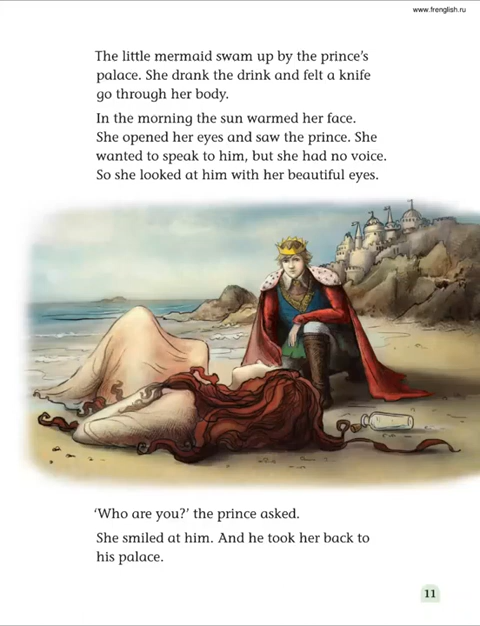 www.frenglish.ru
The little mermaid swam up by the prince's
palace. She drank the drink and felt a knife
go through her body.
In the morning the sun warmed her face.
She opened her eyes and saw the prince. She
wanted to speak to him, but she had no voice.
So she looked at him with her beautiful eyes.
‘Who are you?’ the prince asked.
She smiled at him. And he took her back to
his palace.
11